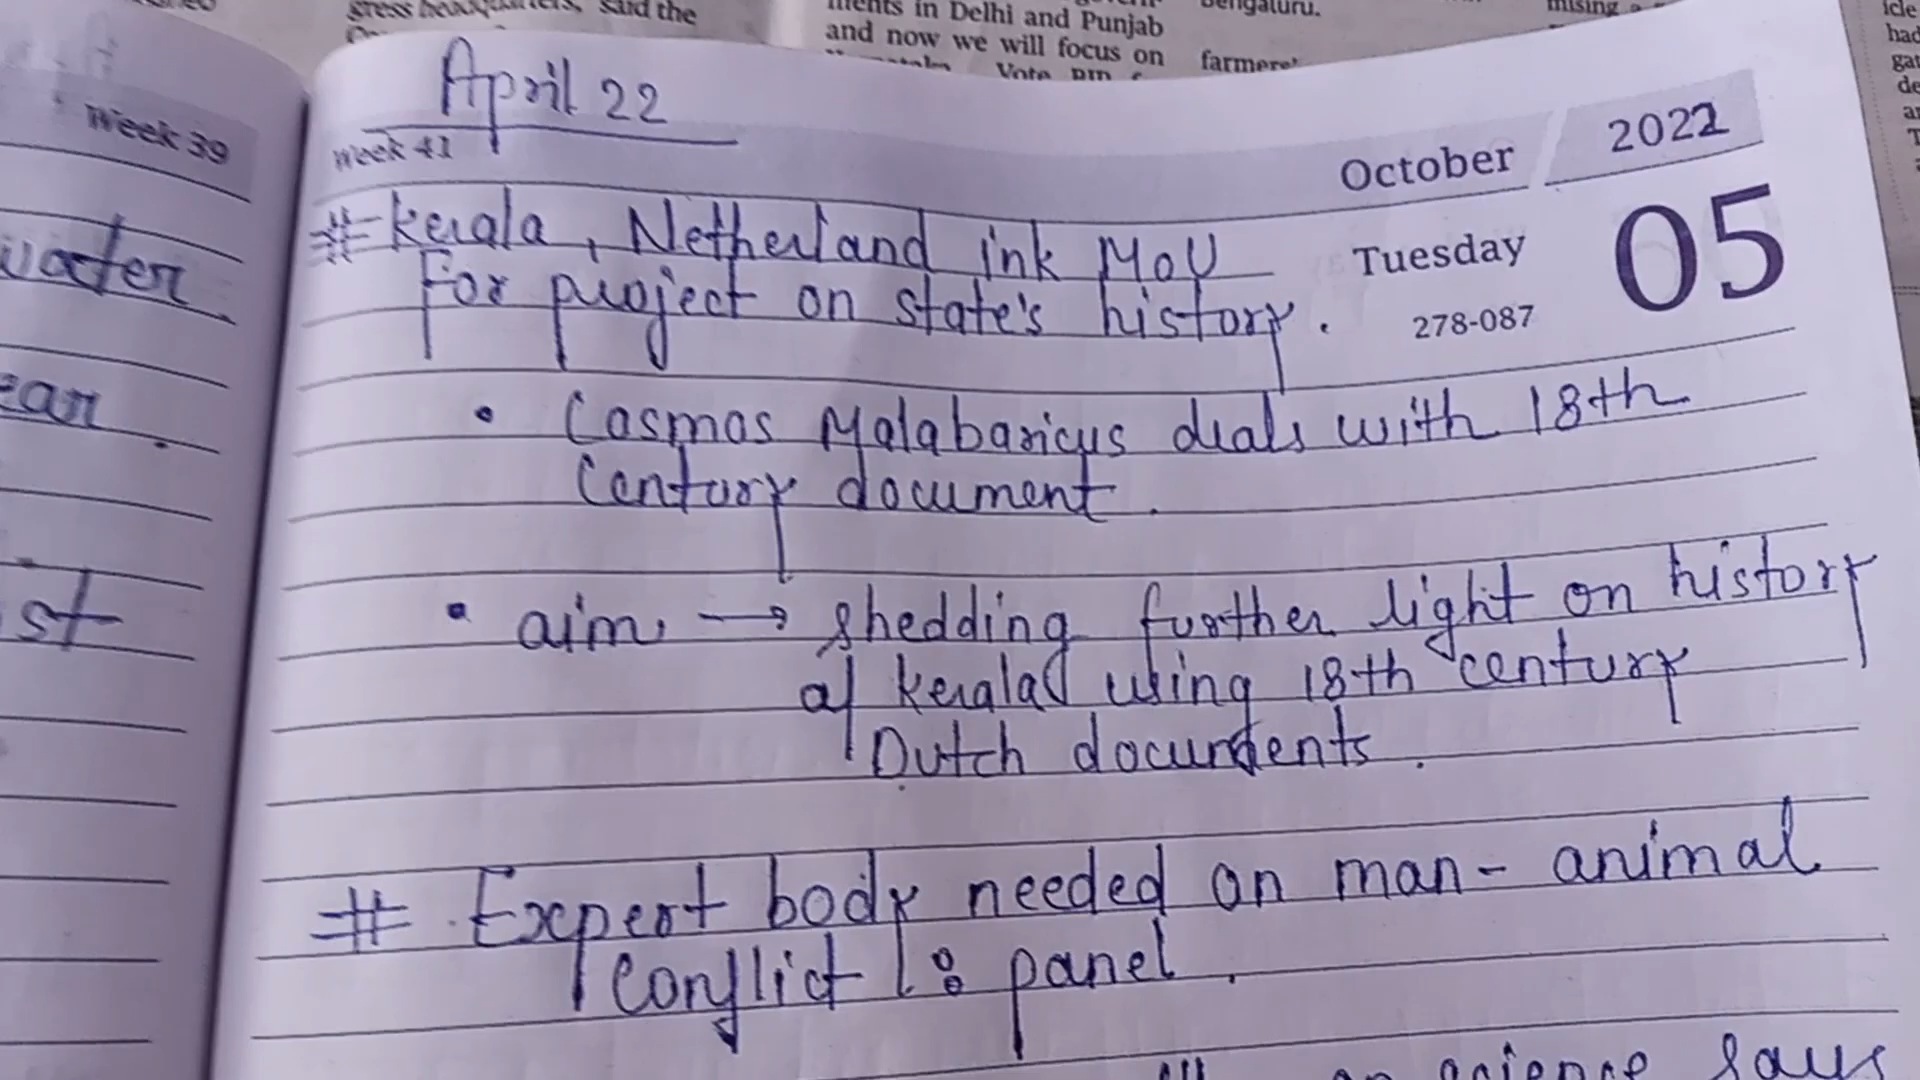 said the
ments in Delhi and Punjab
and now we will focus on
Bengaluru.
farmers'
April 22
Week 39
Week 41
October 2022
Tuesday 05
278-087
water
ear.
st
# Kerala, Netherland ink MoU
For project on state's history.
• Cosmos Malabaricus deals with 18th
Century document.
• aim → shedding further light on history
of kerala using 18th century
Dutch documents.
# Expert body needed on man-animal
Conflict : panel.
says